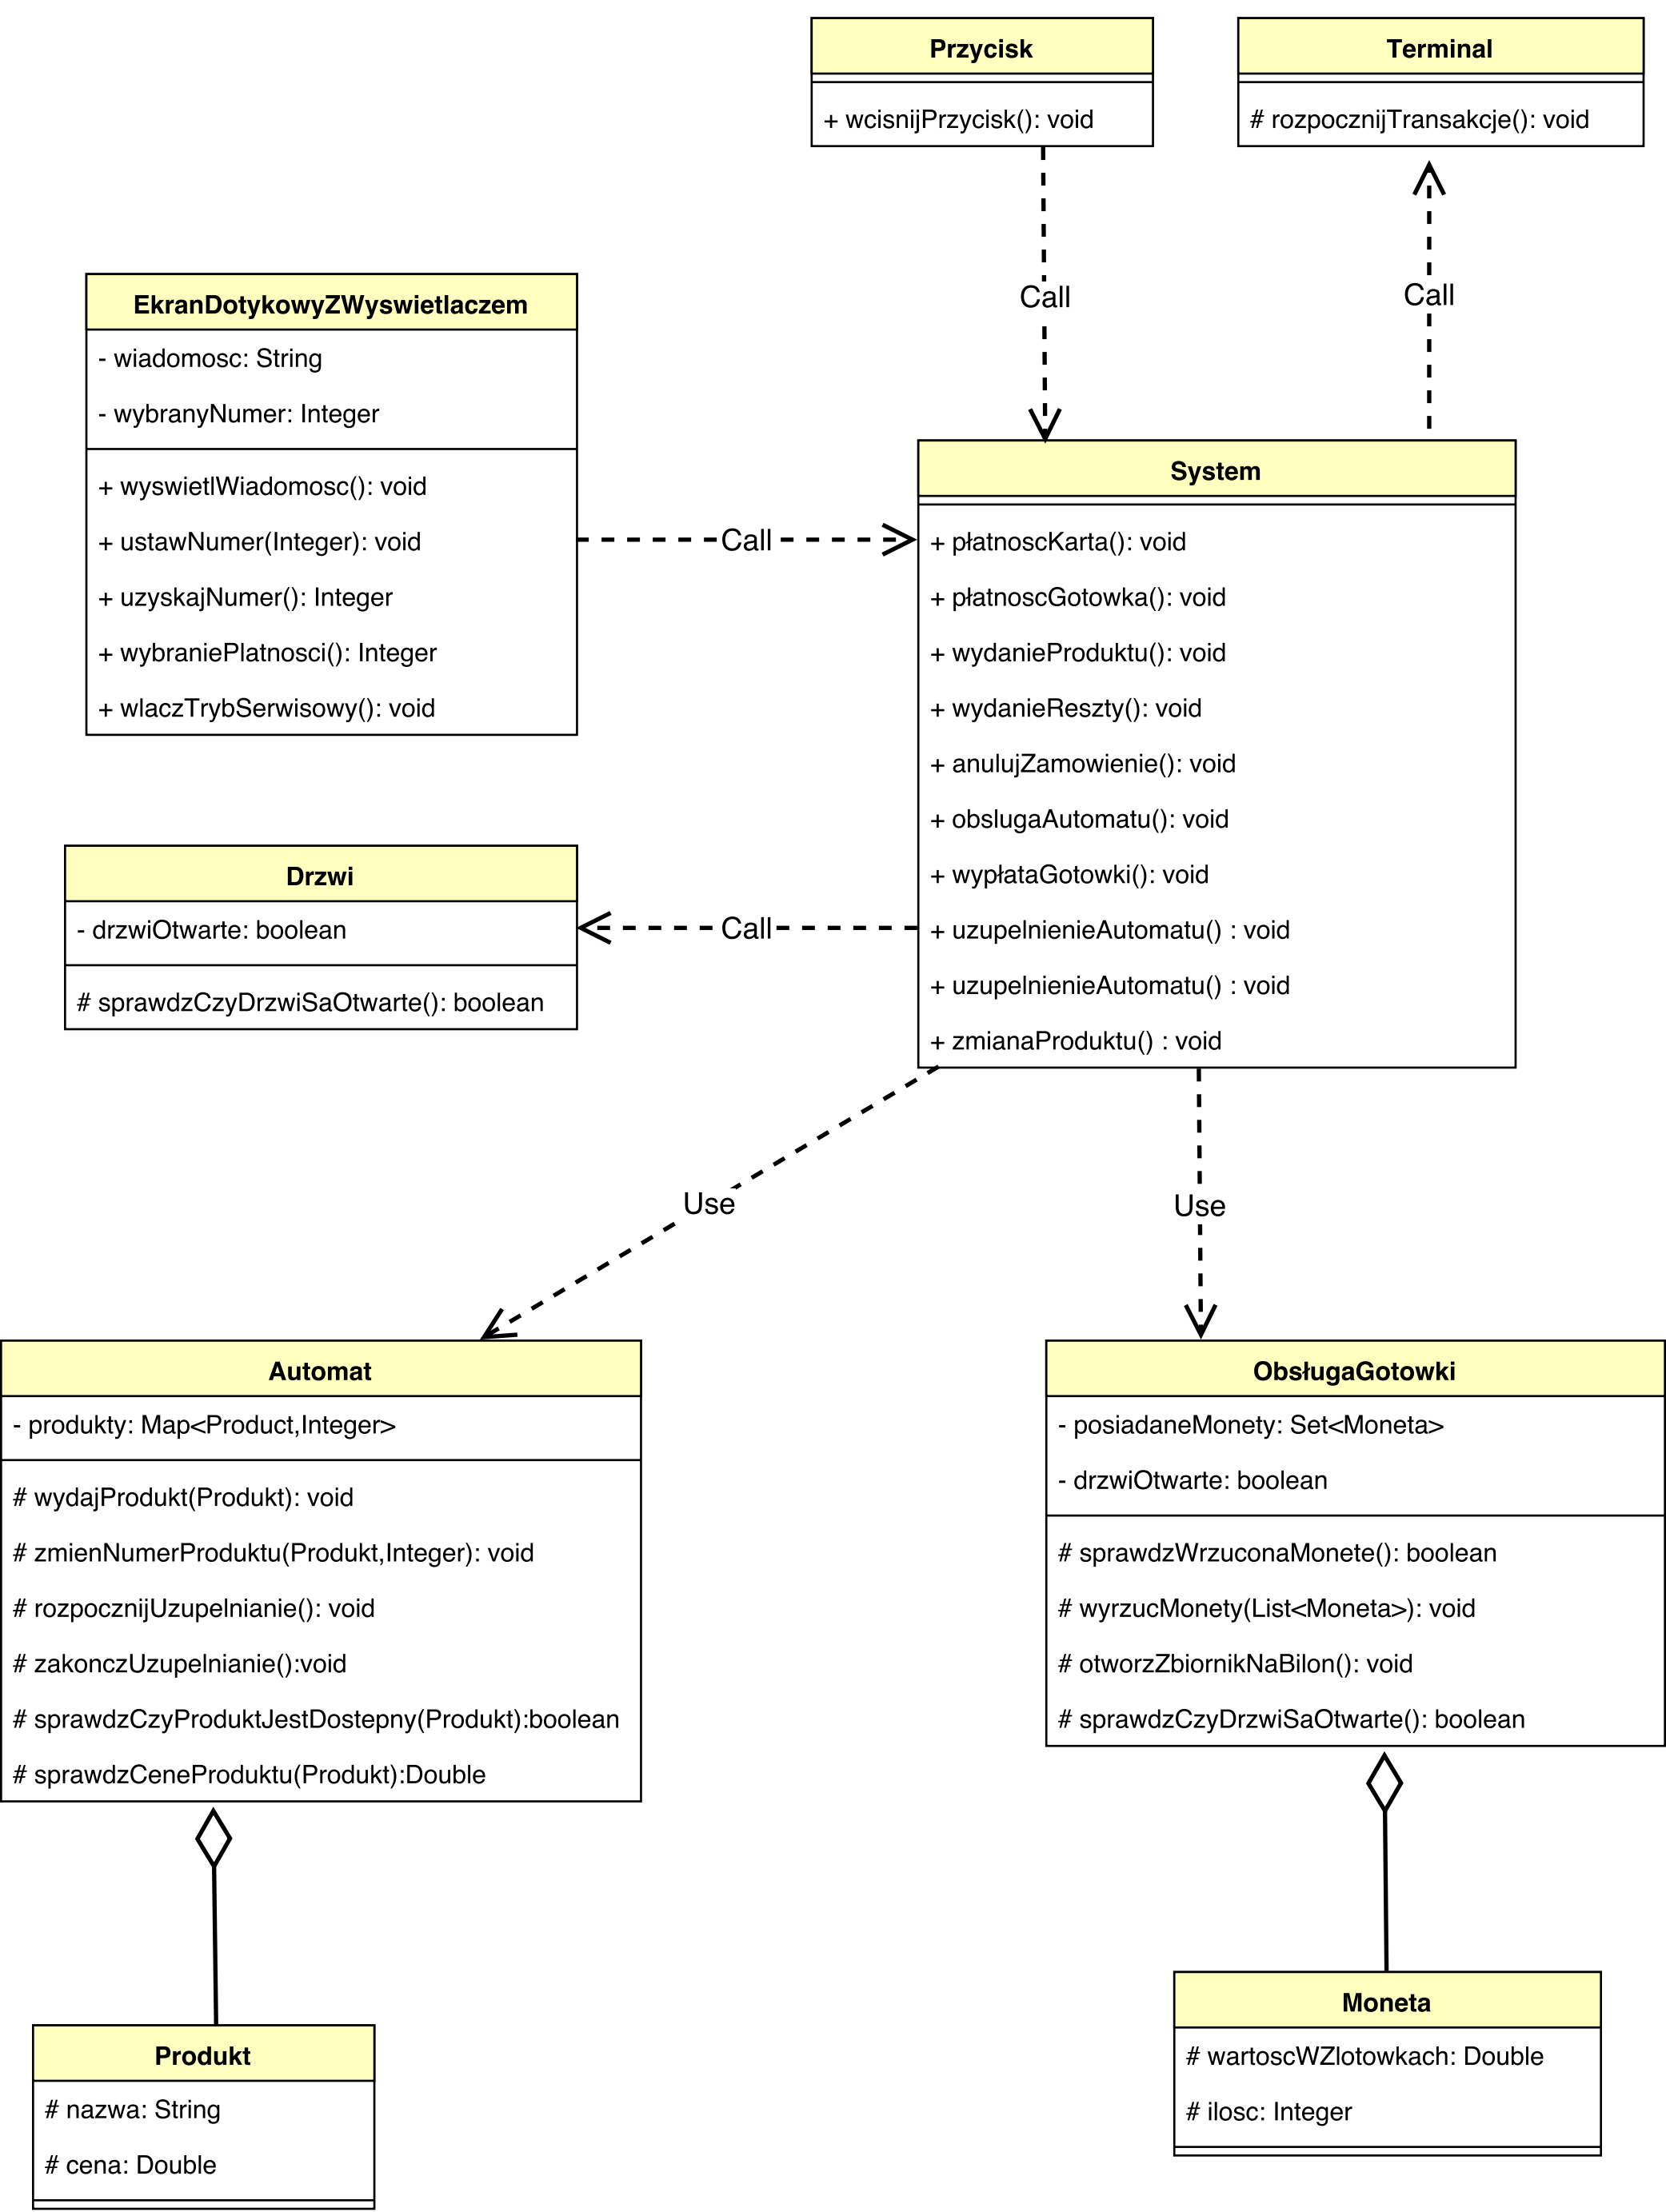 Przycisk
+ wcisnijPrzycisk(): void
Terminal
# rozpocznijTransakcje(): void
Call
Call
EkranDotykowyZWyswietlaczem
- wiadomosc: String
- wybranyNumer: Integer
+ wyswietlWiadomosc(): void
+ ustawNumer(Integer): void
+ uzyskajNumer(): Integer
+ wybraniePlatnosci(): Integer
+ wlaczTrybSerwisowy(): void
Call
System
+ płatnoscKarta(): void
+ płatnoscGotowka(): void
+ wydanieProduktu(): void
+ wydanieReszty(): void
+ anulujZamowienie(): void
+ obslugaAutomatu(): void
+ wypłataGotowki(): void
+ uzupelnienieAutomatu() : void
+ uzupelnienieAutomatu() : void
+ zmianaProduktu() : void
Drzwi
- drzwiOtwarte: boolean
# sprawdzCzyDrzwiSaOtwarte(): boolean
Call
Use
Use
Automat
- produkty: Map<Product,Integer>
# wydajProdukt(Produkt): void
# zmienNumerProduktu(Produkt,Integer): void
# rozpocznijUzupelnianie(): void
# zakonczUzupelnianie():void
# sprawdzCzyProduktJestDostepny(Produkt):boolean
# sprawdzCeneProduktu(Produkt):Double
ObsługaGotowki
- posiadaneMonety: Set<Moneta>
- drzwiOtwarte: boolean
# sprawdzWrzuconaMonete(): boolean
# wyrzucMonety(List<Moneta>): void
# otworzZbiornikNaBilon(): void
# sprawdzCzyDrzwiSaOtwarte(): boolean
Produkt
# nazwa: String
# cena: Double
Moneta
# wartoscWZlotowkach: Double
# ilosc: Integer